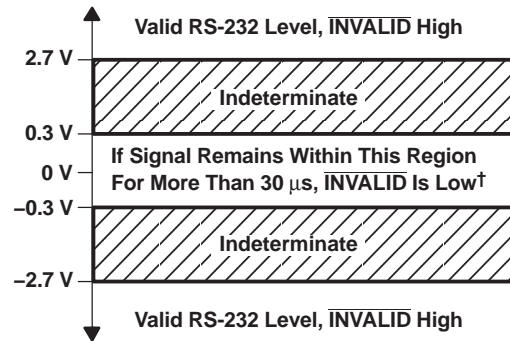 Valid RS-232 Level, INVALID High
2.7 V
Indeterminate
0.3 V
If Signal Remains Within This Region
0 V
For More Than 30 μs, INVALID Is Low†
–0.3 V
Indeterminate
–2.7 V
Valid RS-232 Level, INVALID High